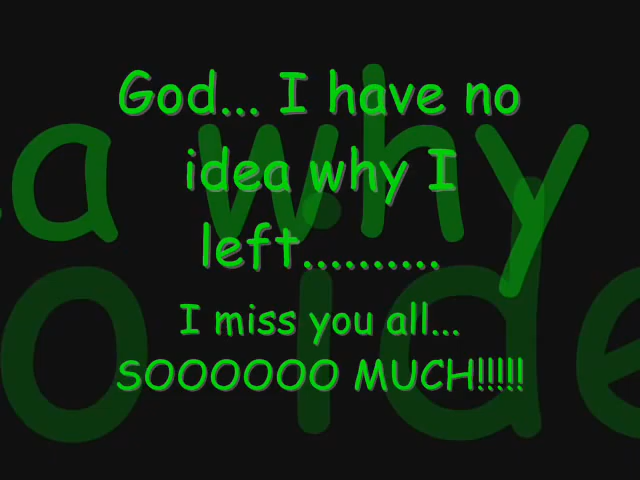 God... I have no
idea why I
left..........
I miss you all...
SOOOOOO MUCH!!!!!